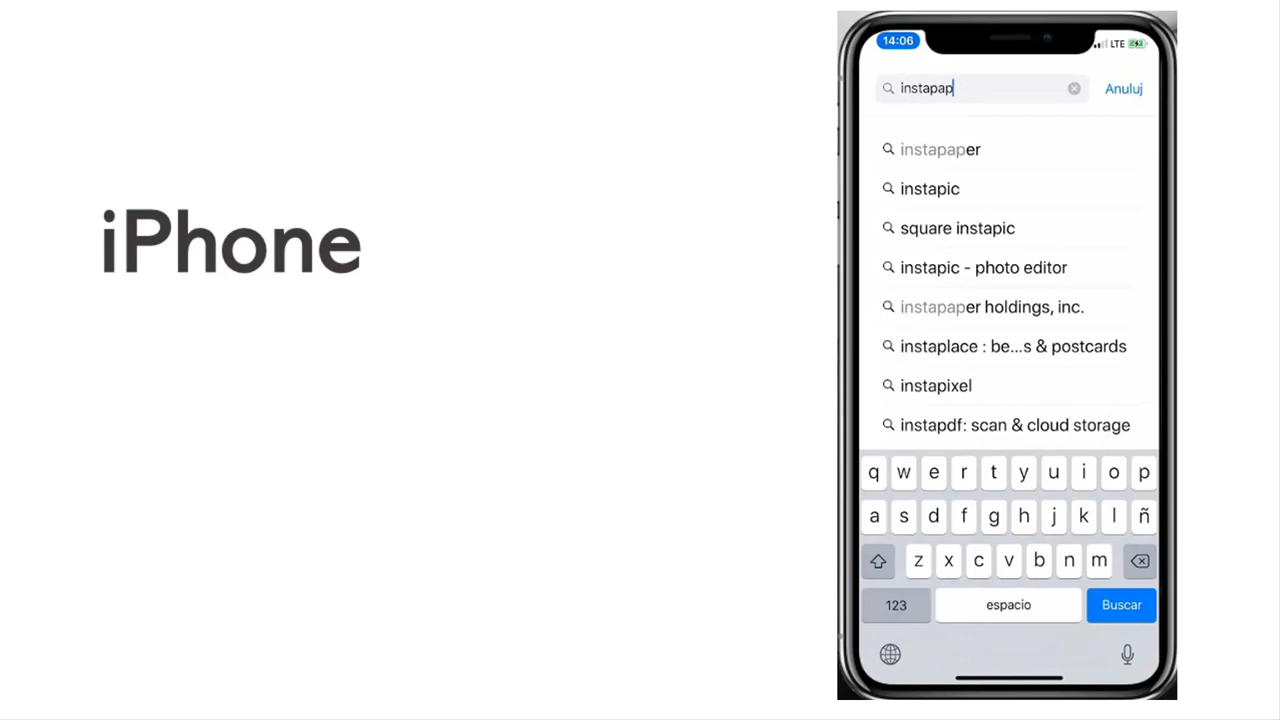 iPhone
14:06
LTE
instapap
Anuluj
instapaper
instapic
square instapic
instapic - photo editor
instapaper holdings, inc.
instaplace : be...s & postcards
instapixel
instapdf: scan & cloud storage
q w e r t y u i o p
a s d f g h j k l ñ
z x c v b n m
123 espacio Buscar